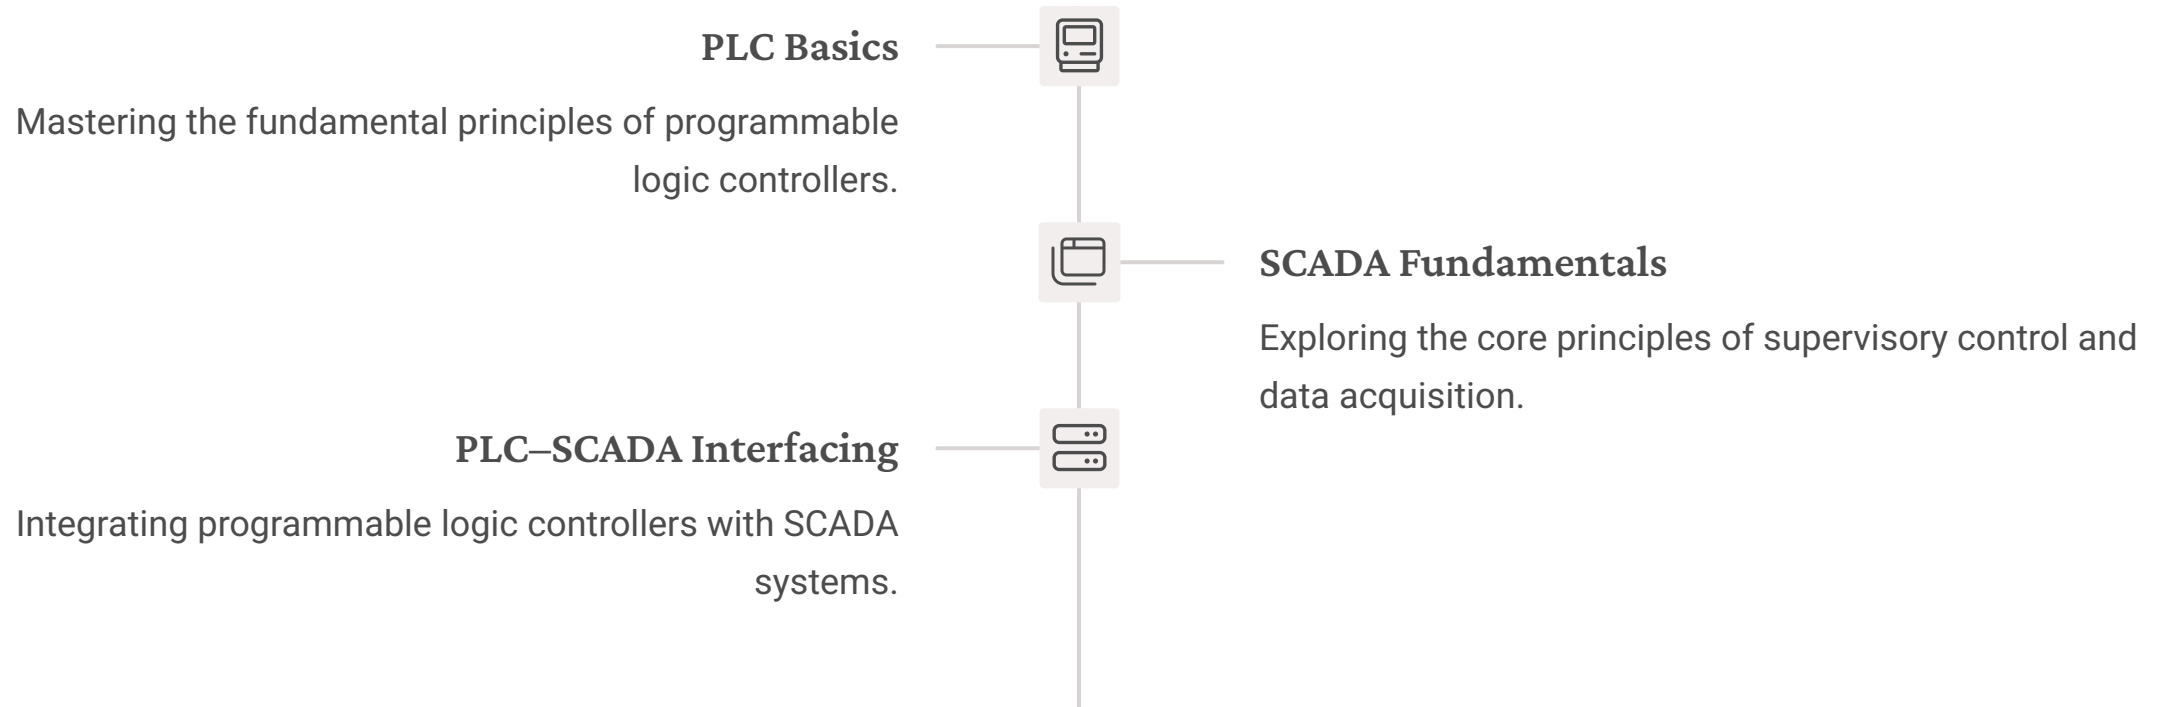 PLC Basics
Mastering the fundamental principles of programmable
logic controllers.
SCADA Fundamentals
Exploring the core principles of supervisory control and
data acquisition.
PLC–SCADA Interfacing
Integrating programmable logic controllers with SCADA
systems.